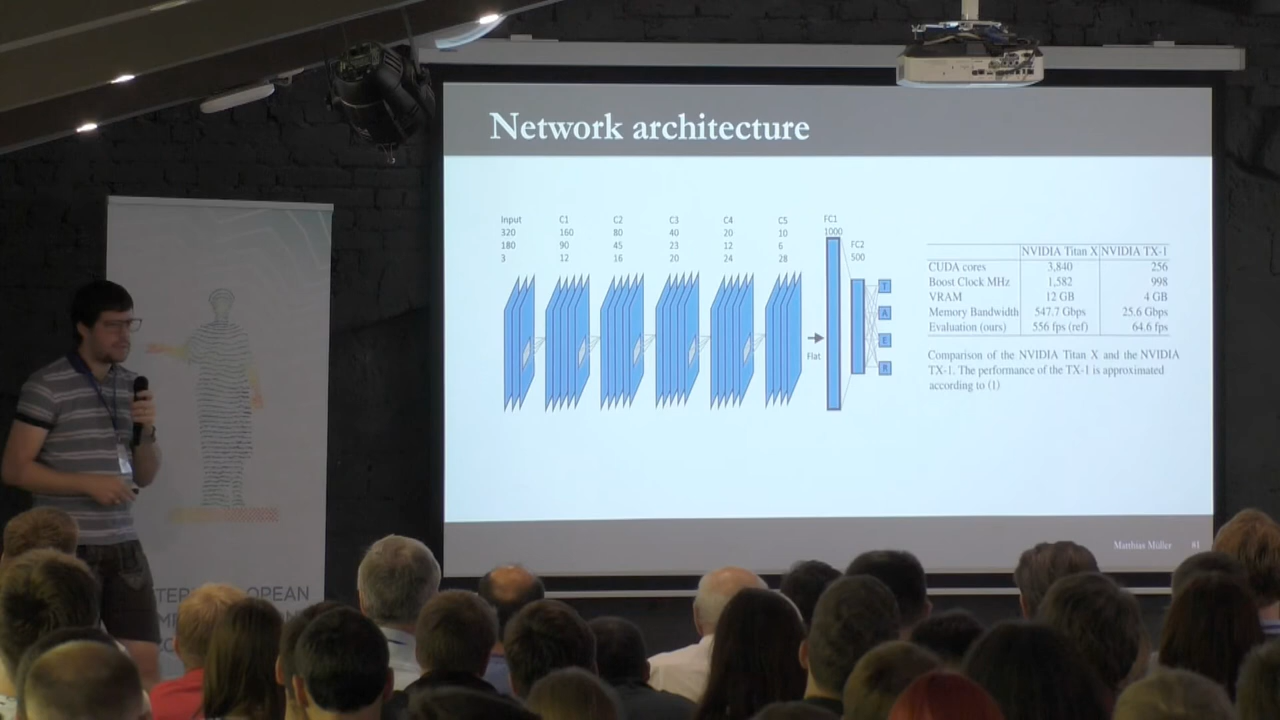 Network architecture
Input C1 C2 C3 C4 C5 FC1
320 160 80 40 20 10 1000
180 90 45 23 12 6
3 12 16 20 24 28
FC2
500
Flat
T
A
E
R
NVIDIA Titan X NVIDIA TX-1
CUDA cores 3,840 256
Boost Clock MHz 1,582 998
VRAM 12 GB 4 GB
Memory Bandwidth 547.7 Gbps 25.6 Gbps
Evaluation (ours) 556 fps (ref) 64.6 fps
Comparison of the NVIDIA Titan X and the NVIDIA
TX-1. The performance of the TX-1 is approximated
according to (1)
Matthias Müller 81